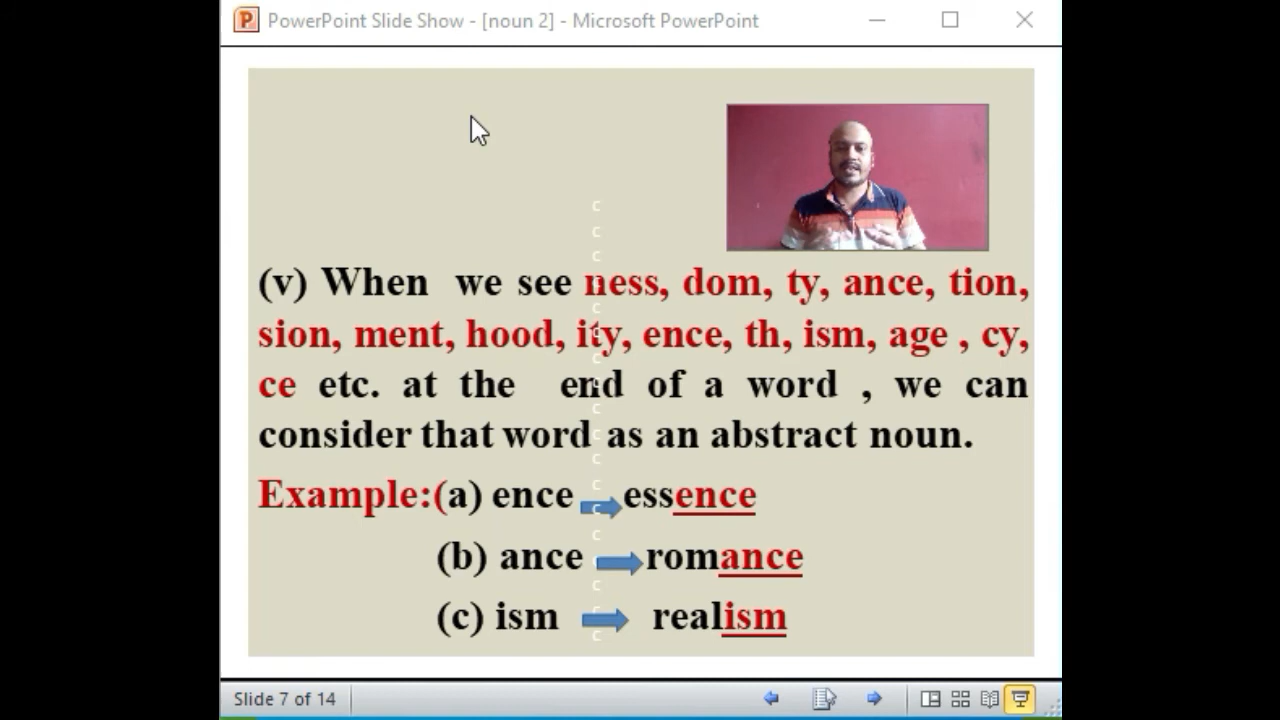 PowerPoint Slide Show - [noun 2] - Microsoft PowerPoint
(v) When we see ness, dom, ty, ance, tion,
sion, ment, hood, ity, ence, th, ism, age , cy,
ce etc. at the end of a word , we can
consider that word as an abstract noun.
Example:(a) ence essence
(b) ance romance
(c) ism realism
Slide 7 of 14